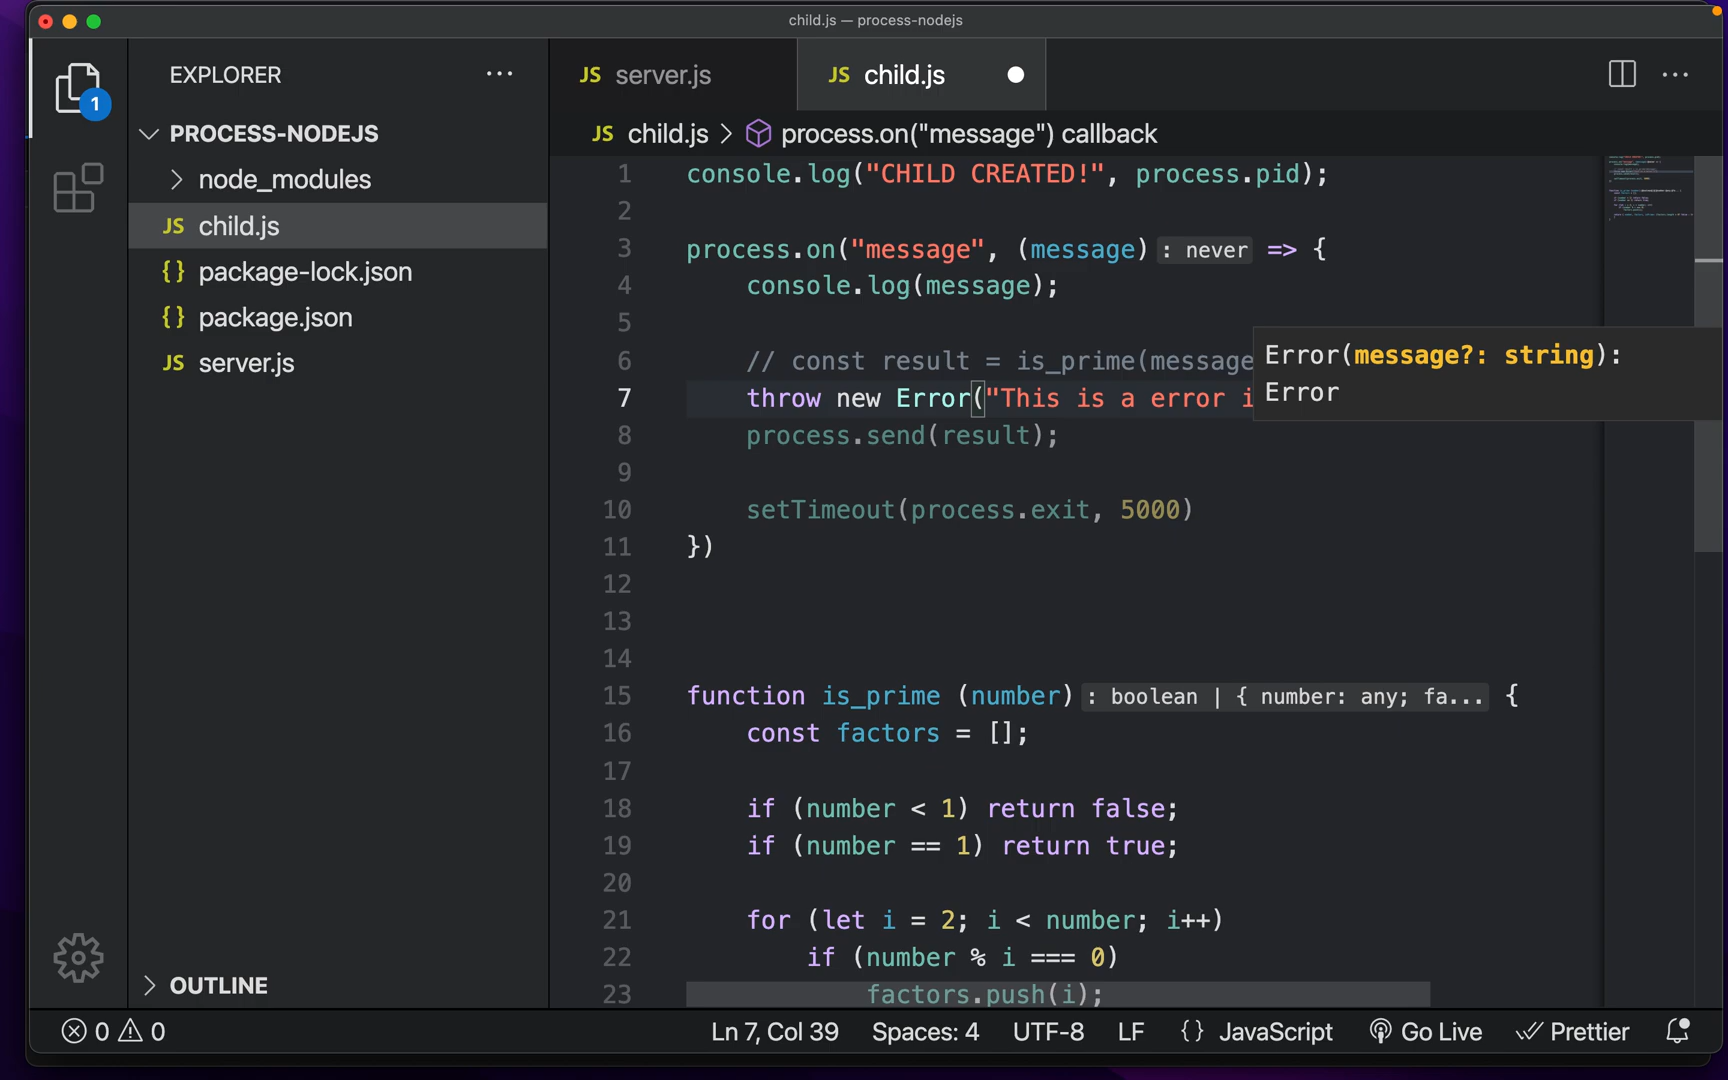 child.js — process-nodejs
EXPLORER
JS server.js
JS child.js
1
PROCESS-NODEJS
JS child.js > process.on("message") callback
node_modules
JS child.js
{} package-lock.json
{} package.json
JS server.js
1 console.log("CHILD CREATED!", process.pid);
2
3 process.on("message", (message): never => {
4 console.log(message);
5
6 // const result = is_prime(message
7 throw new Error("This is a error i
Error(message?: string):
Error
8 process.send(result);
9
10 setTimeout(process.exit, 5000)
11 })
12
13
14
15 function is_prime (number): boolean | { number: any; fa... {
16 const factors = [];
17
18 if (number < 1) return false;
19 if (number == 1) return true;
20
21 for (let i = 2; i < number; i++)
22 if (number % i === 0)
23 factors.push(i);
OUTLINE
0 0
Ln 7, Col 39
Spaces: 4
UTF-8
LF
{} JavaScript
Go Live
Prettier